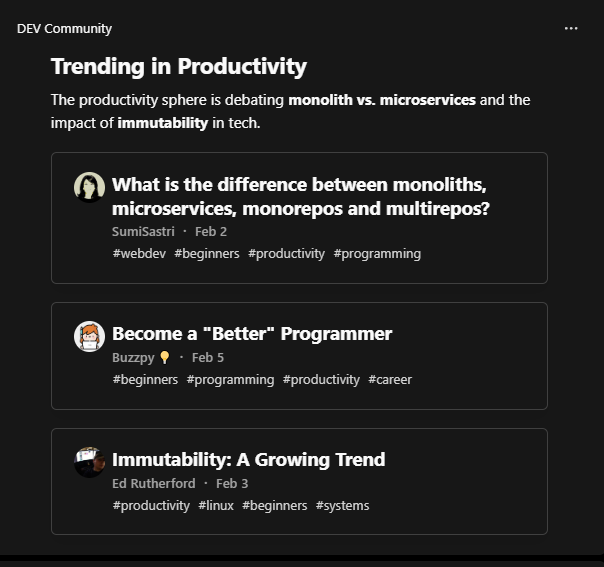 DEV Community
Trending in Productivity
The productivity sphere is debating monolith vs. microservices and the
impact of immutability in tech.
What is the difference between monoliths,
microservices, monorepos and multirepos?
SumiSastri · Feb 2
#webdev #beginners #productivity #programming
Become a "Better" Programmer
Buzzpy 💡 · Feb 5
#beginners #programming #productivity #career
Immutability: A Growing Trend
Ed Rutherford · Feb 3
#productivity #linux #beginners #systems